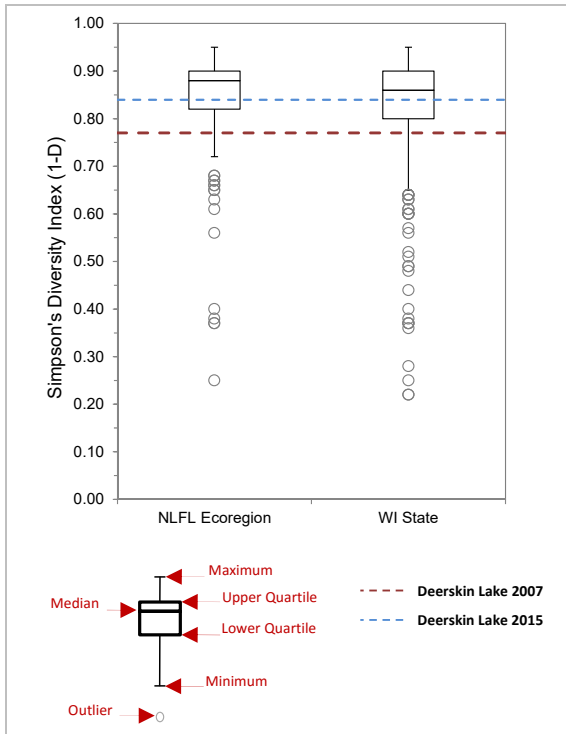 Simpson's Diversity Index (1-D)
1.00
0.90
0.80
0.70
0.60
0.50
0.40
0.30
0.20
0.10
0.00
NLFL Ecoregion WI State
Maximum
Upper Quartile
Median
Lower Quartile
Minimum
Outlier
Deerskin Lake 2007
Deerskin Lake 2015